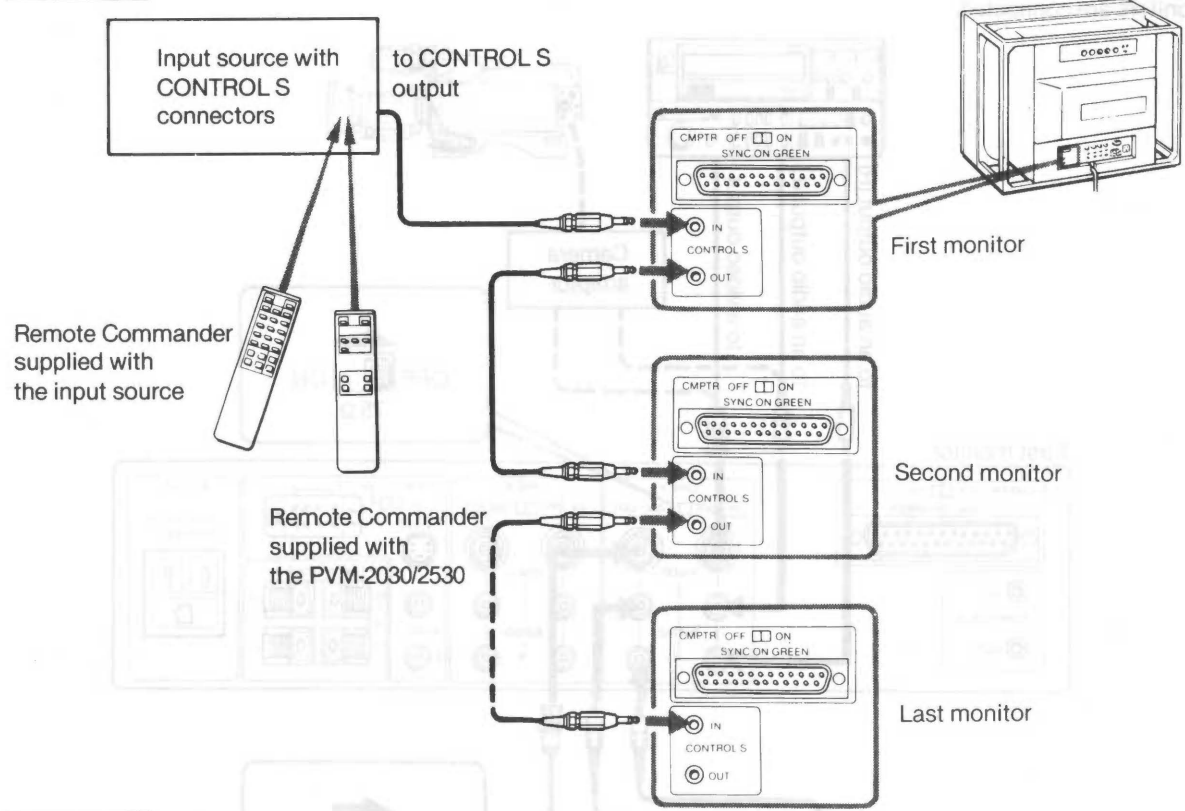 Input source with
CONTROL S
connectors
to CONTROL S
output
CMPTR OFF ON
SYNC ON GREEN
IN
CONTROL S
OUT
First monitor
Remote Commander
supplied with
the input source
CMPTR OFF ON
SYNC ON GREEN
IN
CONTROL S
OUT
Second monitor
Remote Commander
supplied with
the PVM-2030/2530
CMPTR OFF ON
SYNC ON GREEN
IN
CONTROL S
OUT
Last monitor